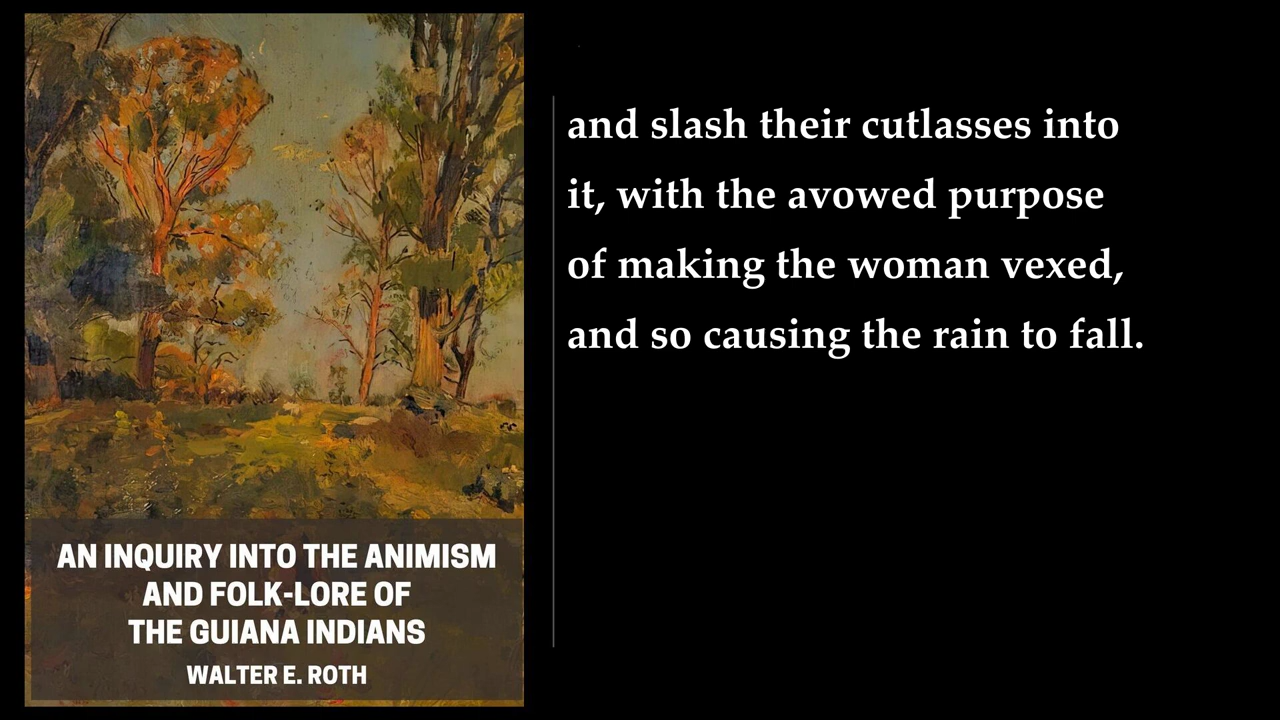 and slash their cutlasses into
it, with the avowed purpose
of making the woman vexed,
and so causing the rain to fall.
AN INQUIRY INTO THE ANIMISM
AND FOLK-LORE OF
THE GUIANA INDIANS
WALTER E. ROTH